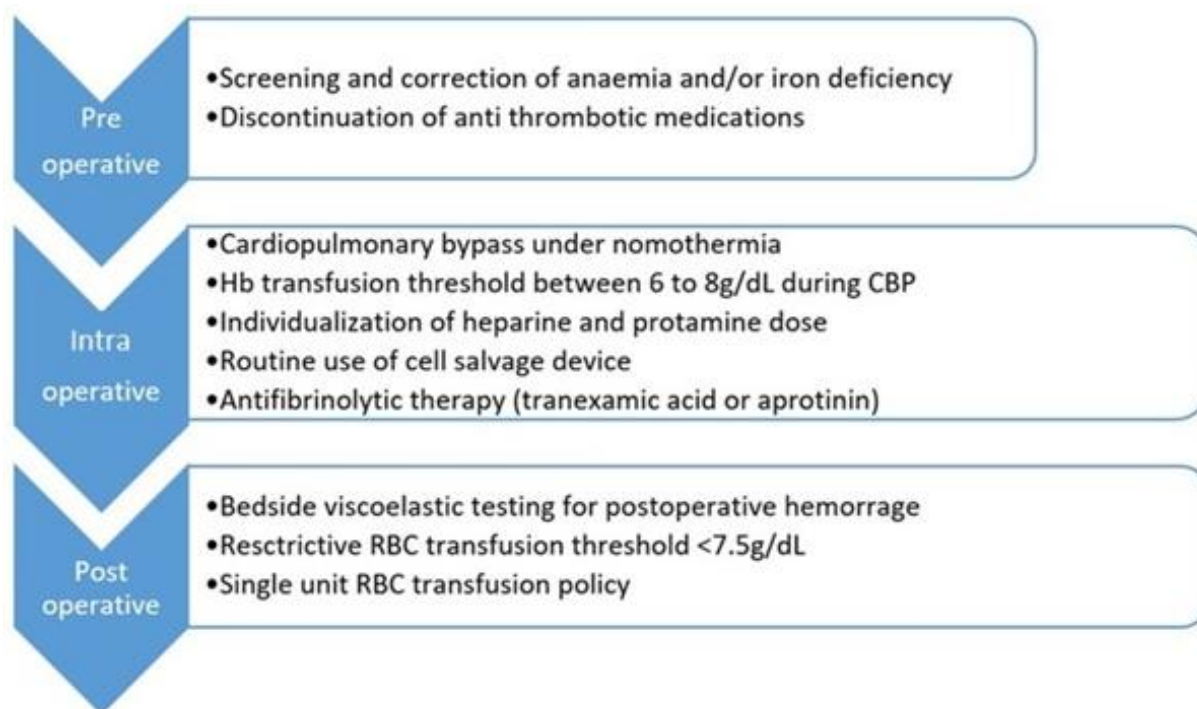 Pre
operative
•Screening and correction of anaemia and/or iron deficiency
•Discontinuation of anti thrombotic medications
Intra
operative
•Cardiopulmonary bypass under nomothermia
•Hb transfusion threshold between 6 to 8g/dL during CBP
•Individualization of heparine and protamine dose
•Routine use of cell salvage device
•Antifibrinolytic therapy (tranexamic acid or aprotinin)
Post
operative
•Bedside viscoelastic testing for postoperative hemorrage
•Resctrictive RBC transfusion threshold <7.5g/dL
•Single unit RBC transfusion policy